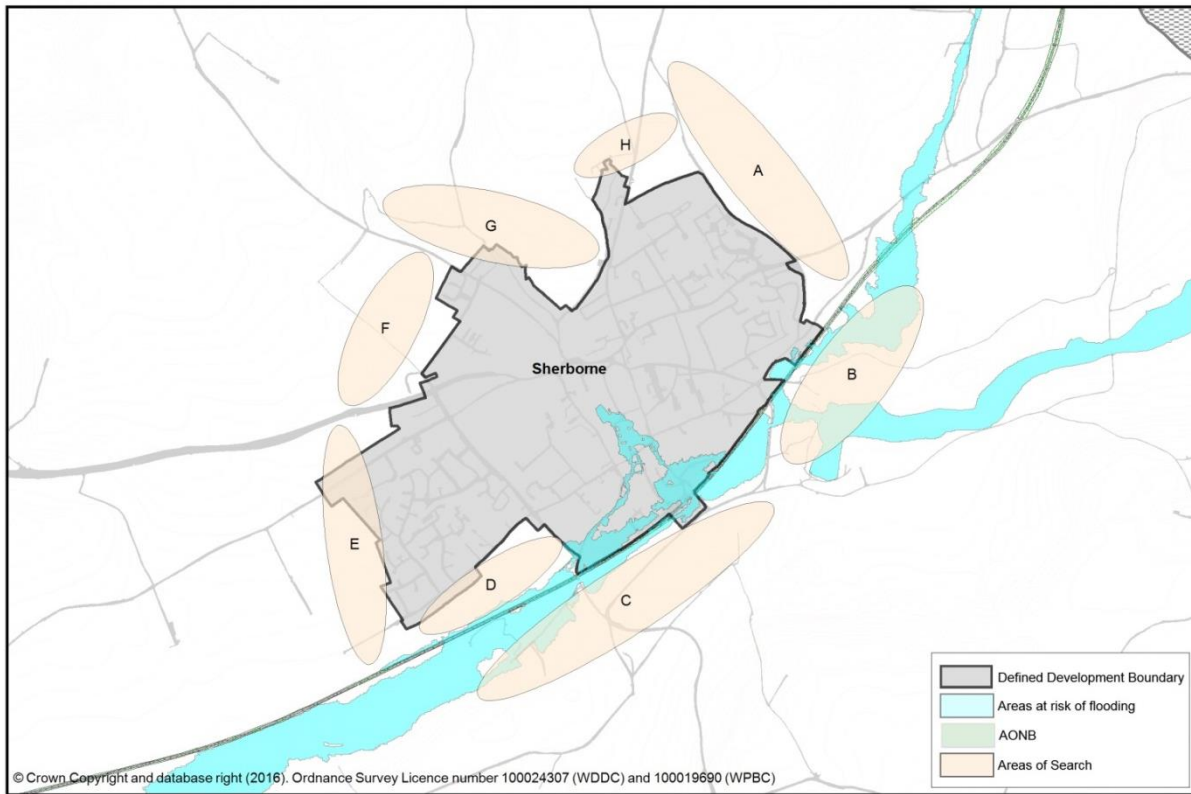 H
A
G
F
Sherborne
B
E
D
C
Defined Development Boundary
Areas at risk of flooding
AONB
Areas of Search
© Crown Copyright and database right (2016). Ordnance Survey Licence number 100024307 (WDDC) and 100019690 (WPBC)